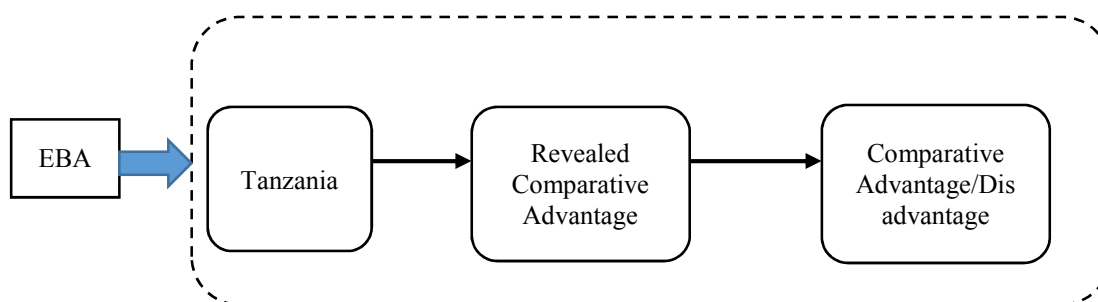 EBA
Tanzania
Revealed
Comparative
Advantage
Comparative
Advantage/Dis
advantage